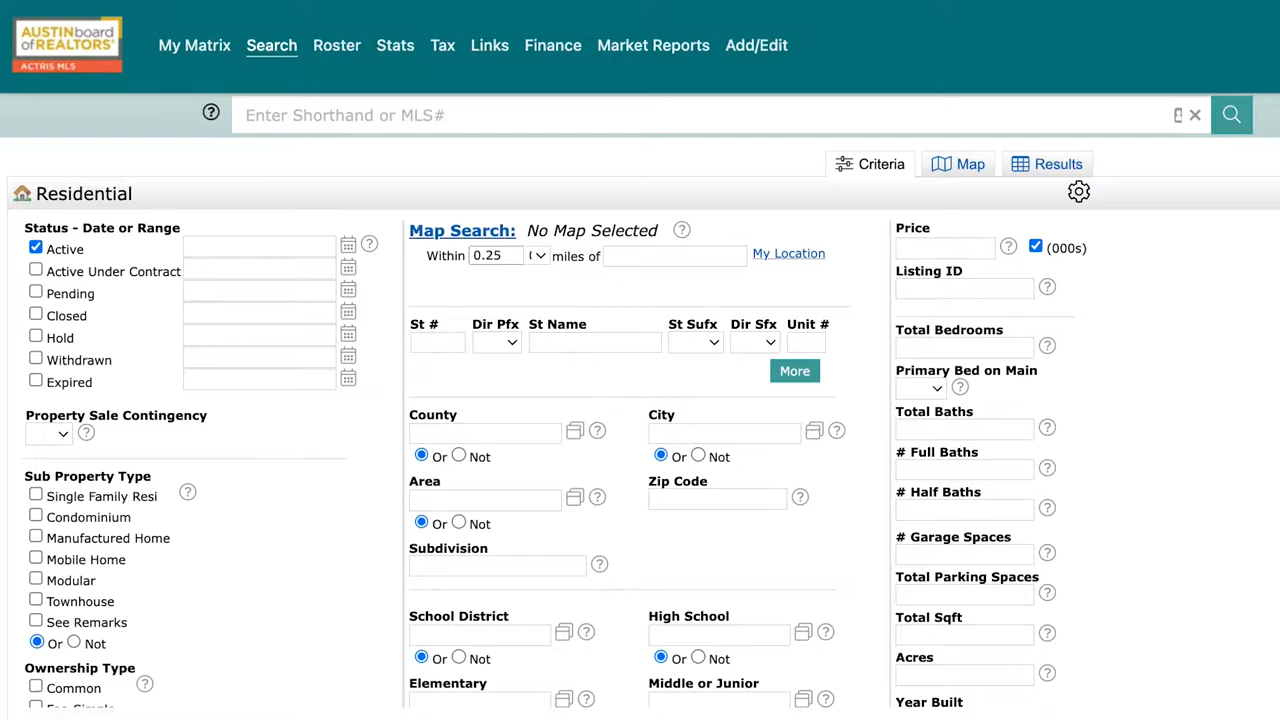 AUSTINboard
of REALTORS®
ACTRIS MLS
My Matrix Search Roster Stats Tax Links Finance Market Reports Add/Edit
Enter Shorthand or MLS#
Criteria Map Results
Residential
Status - Date or Range
Active
Active Under Contract
Pending
Closed
Hold
Withdrawn
Expired
Property Sale Contingency
Sub Property Type
Single Family Resi
Condominium
Manufactured Home
Mobile Home
Modular
Townhouse
See Remarks
Or Not
Ownership Type
Common
Fee-Simple
Map Search: No Map Selected
Within 0.25 miles of My Location
St # Dir Pfx St Name St Sufx Dir Sfx Unit #
More
County City
Or Not Or Not
Area Zip Code
Or Not
Subdivision
School District High School
Or Not Or Not
Elementary Middle or Junior
Price
(000s)
Listing ID
Total Bedrooms
Primary Bed on Main
Total Baths
# Full Baths
# Half Baths
# Garage Spaces
Total Parking Spaces
Total Sqft
Acres
Year Built